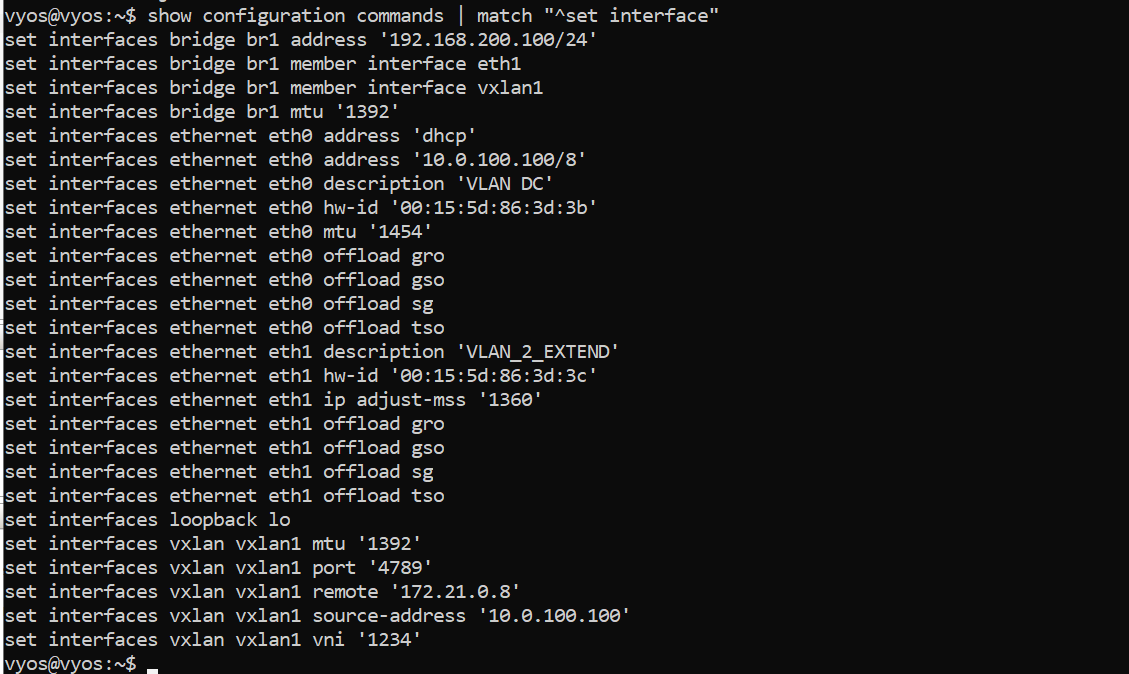 vyos@vyos:~$ show configuration commands | match "^set interface"
set interfaces bridge br1 address '192.168.200.100/24'
set interfaces bridge br1 member interface eth1
set interfaces bridge br1 member interface vxlan1
set interfaces bridge br1 mtu '1392'
set interfaces ethernet eth0 address 'dhcp'
set interfaces ethernet eth0 address '10.0.100.100/8'
set interfaces ethernet eth0 description 'VLAN DC'
set interfaces ethernet eth0 hw-id '00:15:5d:86:3d:3b'
set interfaces ethernet eth0 mtu '1454'
set interfaces ethernet eth0 offload gro
set interfaces ethernet eth0 offload gso
set interfaces ethernet eth0 offload sg
set interfaces ethernet eth0 offload tso
set interfaces ethernet eth1 description 'VLAN_2_EXTEND'
set interfaces ethernet eth1 hw-id '00:15:5d:86:3d:3c'
set interfaces ethernet eth1 ip adjust-mss '1360'
set interfaces ethernet eth1 offload gro
set interfaces ethernet eth1 offload gso
set interfaces ethernet eth1 offload sg
set interfaces ethernet eth1 offload tso
set interfaces loopback lo
set interfaces vxlan vxlan1 mtu '1392'
set interfaces vxlan vxlan1 port '4789'
set interfaces vxlan vxlan1 remote '172.21.0.8'
set interfaces vxlan vxlan1 source-address '10.0.100.100'
set interfaces vxlan vxlan1 vni '1234'
vyos@vyos:~$